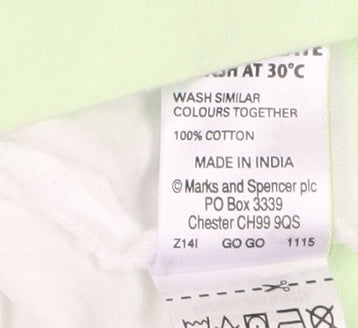 WASH AT 30°C
WASH SIMILAR
COLOURS TOGETHER
100% COTTON
MADE IN INDIA
© Marks and Spencer plc
PO Box 3339
Chester CH99 9QS
Z14I GO GO 1115